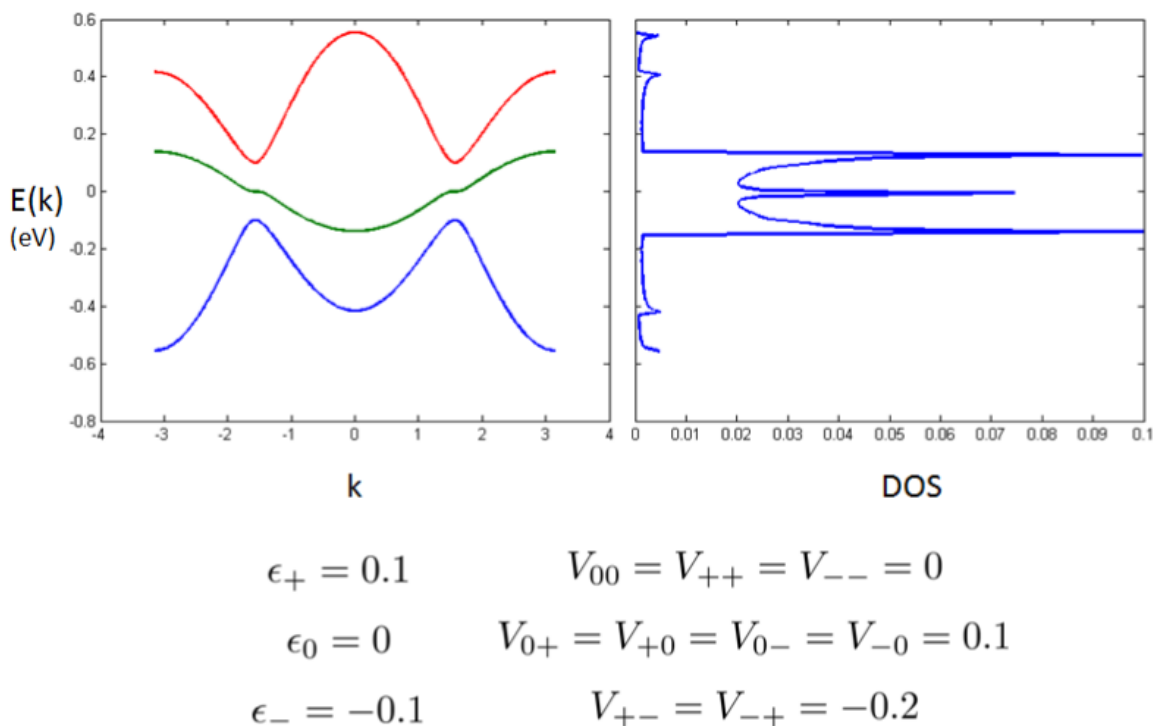 0.6
0.4
0.2
0
-0.2
-0.4
-0.6
-0.8
E(k)
(eV)
-4 -3 -2 -1 0 1 2 3 4
k
0 0.01 0.02 0.03 0.04 0.05 0.06 0.07 0.08 0.09 0.1
DOS
ϵ₊ = 0.1 V₀₀ = V₊₊ = V₋₋ = 0
ϵ₀ = 0 V₀₊ = V₊₀ = V₀₋ = V₋₀ = 0.1
ϵ₋ = −0.1 V₊₋ = V₋₊ = −0.2